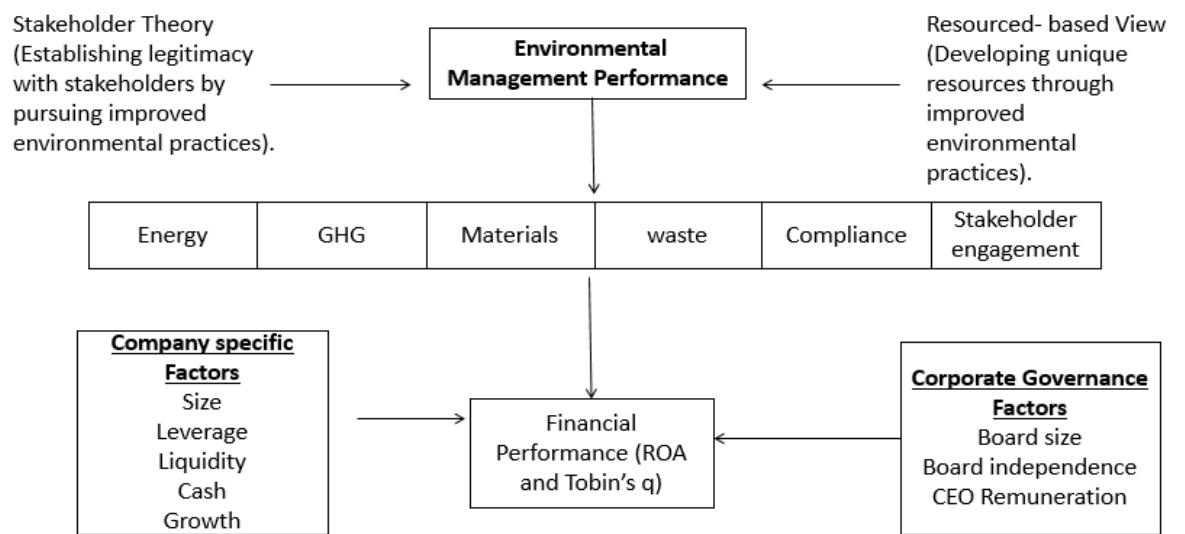 Stakeholder Theory
(Establishing legitimacy
with stakeholders by
pursuing improved
environmental practices).
Environmental
Management Performance
Resourced- based View
(Developing unique
resources through
improved
environmental
practices).
Energy
GHG
Materials
waste
Compliance
Stakeholder
engagement
Company specific
Factors
Size
Leverage
Liquidity
Cash
Growth
Financial
Performance (ROA
and Tobin’s q)
Corporate Governance
Factors
Board size
Board independence
CEO Remuneration